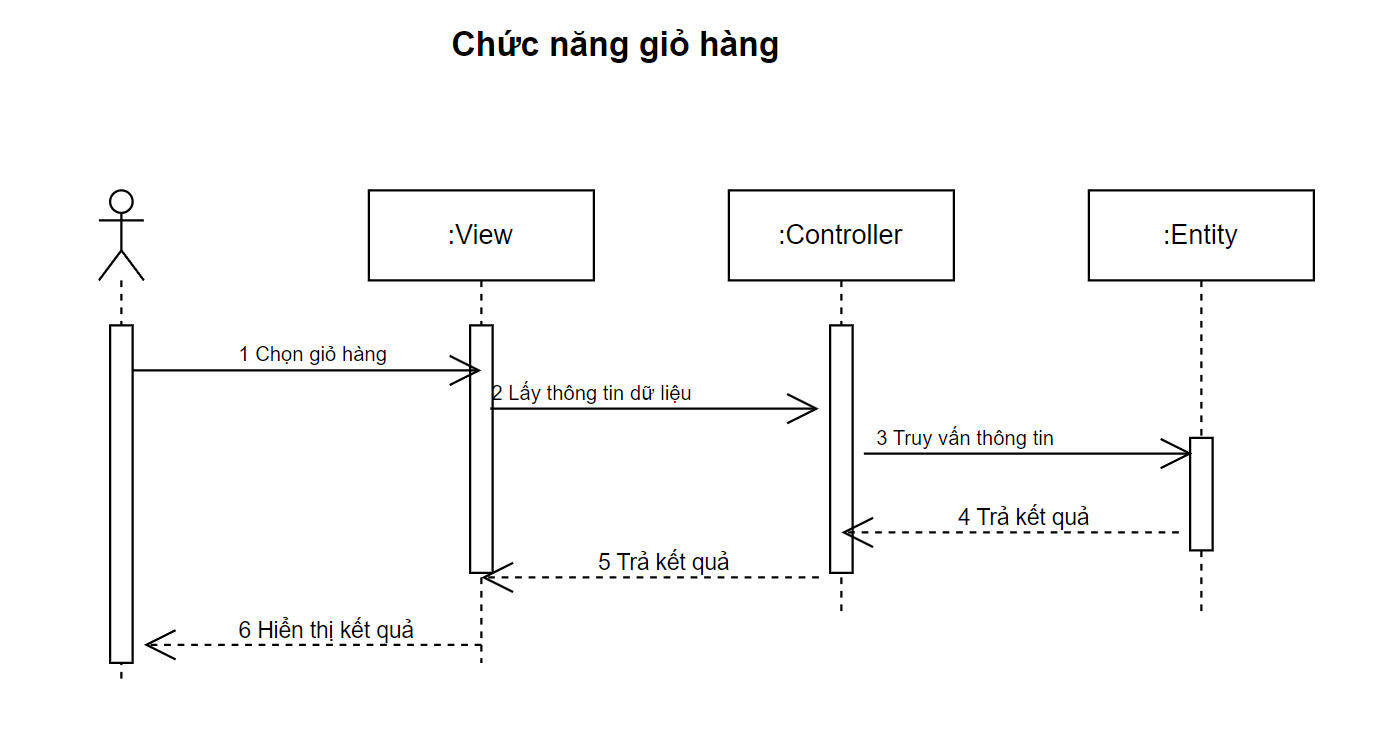 Chức năng giỏ hàng
:View
:Controller
:Entity
1 Chọn giỏ hàng
2 Lấy thông tin dữ liệu
3 Truy vấn thông tin
4 Trả kết quả
5 Trả kết quả
6 Hiển thị kết quả